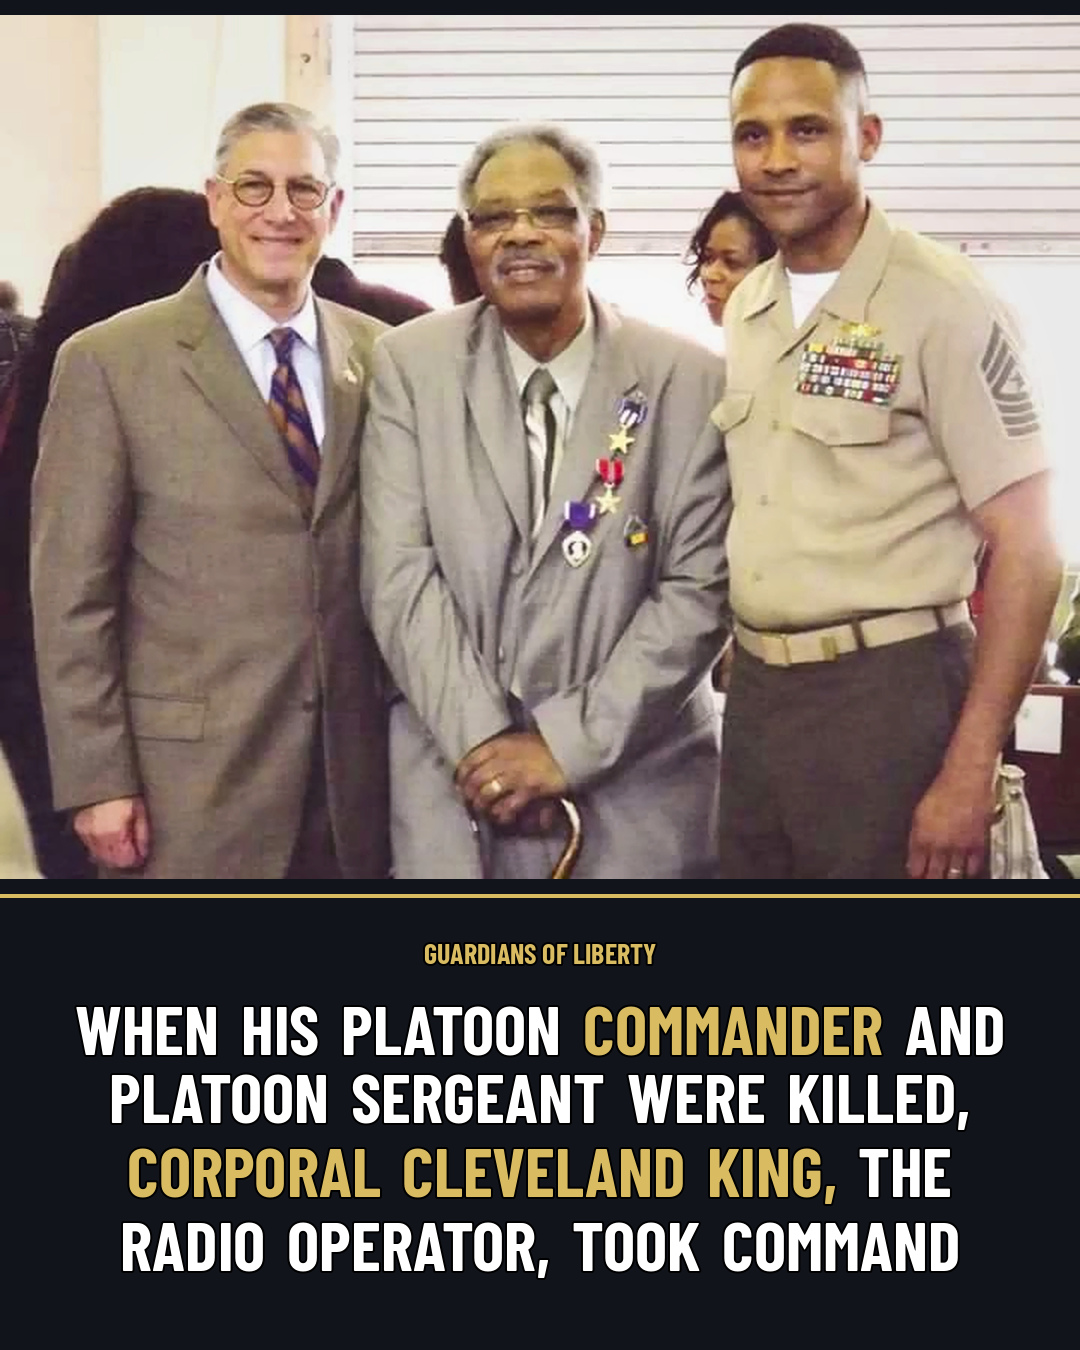 GUARDIANS OF LIBERTY
WHEN HIS PLATOON COMMANDER AND
PLATOON SERGEANT WERE KILLED,
CORPORAL CLEVELAND KING, THE
RADIO OPERATOR, TOOK COMMAND